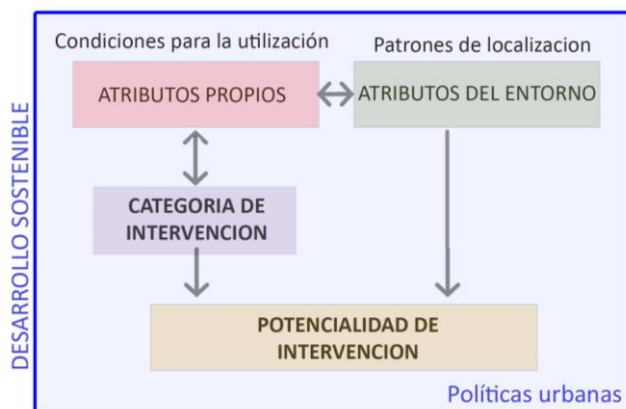 DESARROLLO SOSTENIBLE
Condiciones para la utilización
Patrones de localizacion
ATRIBUTOS PROPIOS
ATRIBUTOS DEL ENTORNO
CATEGORIA DE
INTERVENCION
POTENCIALIDAD DE
INTERVENCION
Políticas urbanas